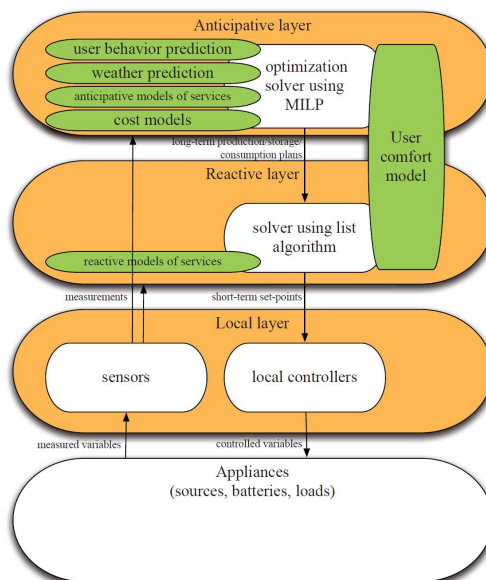 Anticipative layer
user behavior prediction
weather prediction
anticipative models of services
cost models
optimization
solver using
MILP
User
comfort
model
long-term production/storage/
consumption plans
Reactive layer
solver using list
algorithm
reactive models of services
measurements
short-term set-points
Local layer
sensors
local controllers
measured variables
controlled variables
Appliances
(sources, batteries, loads)